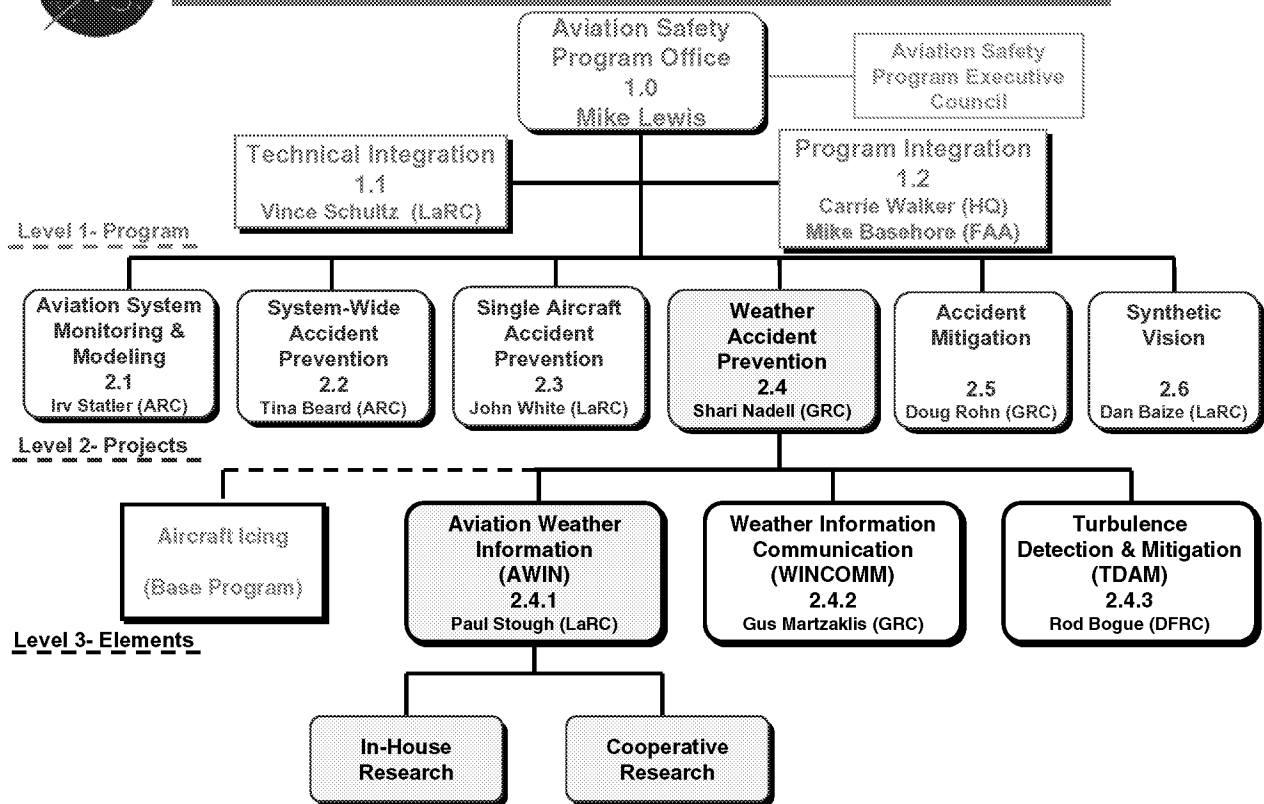 Aviation Safety
Program Office
1.0
Mike Lewis
Aviation Safety
Program Executive
Council
Technical Integration
1.1
Vince Schultz (LaRC)
Program Integration
1.2
Carrie Walker (HQ)
Mike Basehore (FAA)
Level 1- Program
Aviation System
Monitoring &
Modeling
2.1
Irv Statler (ARC)
System-Wide
Accident
Prevention
2.2
Tina Beard (ARC)
Single Aircraft
Accident
Prevention
2.3
John White (LaRC)
Weather
Accident
Prevention
2.4
Shari Nadell (GRC)
Accident
Mitigation
2.5
Doug Rohn (GRC)
Synthetic
Vision
2.6
Dan Baize (LaRC)
Level 2- Projects
Aircraft Icing
(Base Program)
Aviation Weather
Information
(AWIN)
2.4.1
Paul Stough (LaRC)
Weather Information
Communication
(WINCOMM)
2.4.2
Gus Martzaklis (GRC)
Turbulence
Detection & Mitigation
(TDAM)
2.4.3
Rod Bogue (DFRC)
Level 3- Elements
In-House
Research
Cooperative
Research